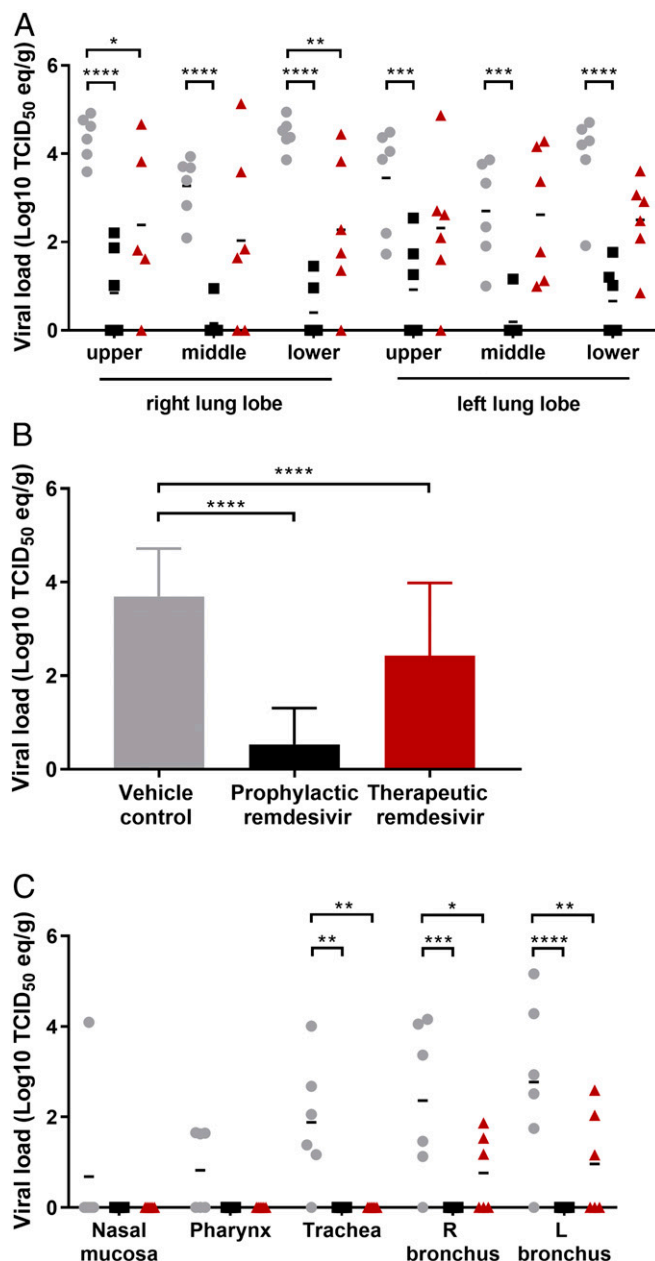 A
Viral load (Log10 TCID50 eq/g)
6
4
2
0
* **
**** **** **** *** *** ****
upper middle lower upper middle lower
right lung lobe left lung lobe
B
Viral load (Log10 TCID50 eq/g)
6
4
2
0
****
****
Vehicle Prophylactic Therapeutic
control remdesivir remdesivir
C
Viral load (Log10 TCID50 eq/g)
6
4
2
0
** * **
** *** ****
Nasal Pharynx Trachea R L
mucosa bronchus bronchus